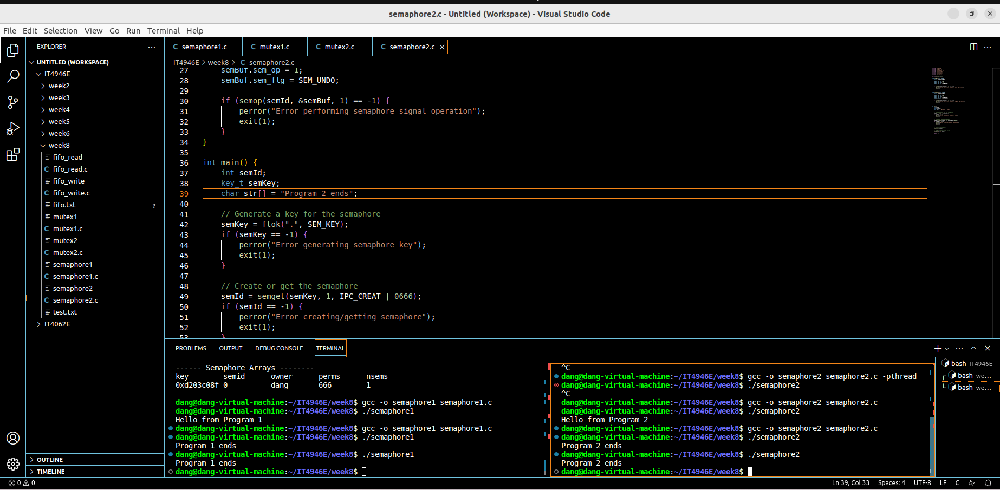 semaphore2.c - Untitled (Workspace) - Visual Studio Code
File Edit Selection View Go Run Terminal Help
EXPLORER
UNTITLED (WORKSPACE)
IT4946E
week2
week3
week4
week5
week6
week8
fifo_read
C fifo_read.c
fifo_write
C fifo_write.c
fifo.txt ?
mutex1
C mutex1.c
mutex2
C mutex2.c
semaphore1
C semaphore1.c
semaphore2
C semaphore2.c
test.txt
IT4062E
OUTLINE
TIMELINE
C semaphore1.c C mutex1.c C mutex2.c C semaphore2.c
IT4946E > week8 > C semaphore2.c
27 semBuf.sem_op = 1;
28 semBuf.sem_flg = SEM_UNDO;
29
30 if (semop(semId, &semBuf, 1) == -1) {
31 perror("Error performing semaphore signal operation");
32 exit(1);
33 }
34 }
35
36 int main() {
37 int semId;
38 key_t semKey;
39 char str[] = "Program 2 ends";
40
41 // Generate a key for the semaphore
42 semKey = ftok(".", SEM_KEY);
43 if (semKey == -1) {
44 perror("Error generating semaphore key");
45 exit(1);
46 }
47
48 // Create or get the semaphore
49 semId = semget(semKey, 1, IPC_CREAT | 0666);
50 if (semId == -1) {
51 perror("Error creating/getting semaphore");
52 exit(1);
53 }
PROBLEMS OUTPUT DEBUG CONSOLE TERMINAL
------ Semaphore Arrays --------
key semid owner perms nsems
0xd203c08f 0 dang 666 1
dang@dang-virtual-machine:~/IT4946E/week8$ gcc -o semaphore1 semaphore1.c
dang@dang-virtual-machine:~/IT4946E/week8$ ./semaphore1
Hello from Program 1
dang@dang-virtual-machine:~/IT4946E/week8$ gcc -o semaphore1 semaphore1.c
dang@dang-virtual-machine:~/IT4946E/week8$ ./semaphore1
Program 1 ends
dang@dang-virtual-machine:~/IT4946E/week8$ ./semaphore1
Program 1 ends
dang@dang-virtual-machine:~/IT4946E/week8$
^C
dang@dang-virtual-machine:~/IT4946E/week8$ gcc -o semaphore2 semaphore2.c -pthread
dang@dang-virtual-machine:~/IT4946E/week8$ ./semaphore2
^C
dang@dang-virtual-machine:~/IT4946E/week8$ gcc -o semaphore2 semaphore2.c
dang@dang-virtual-machine:~/IT4946E/week8$ ./semaphore2
Hello from Program 2
dang@dang-virtual-machine:~/IT4946E/week8$ gcc -o semaphore2 semaphore2.c
dang@dang-virtual-machine:~/IT4946E/week8$ ./semaphore2
Program 2 ends
dang@dang-virtual-machine:~/IT4946E/week8$ ./semaphore2
Program 2 ends
dang@dang-virtual-machine:~/IT4946E/week8$
bash IT4946E
bash we...
bash we...
0 0
Ln 39, Col 33 Spaces: 4 UTF-8 LF C